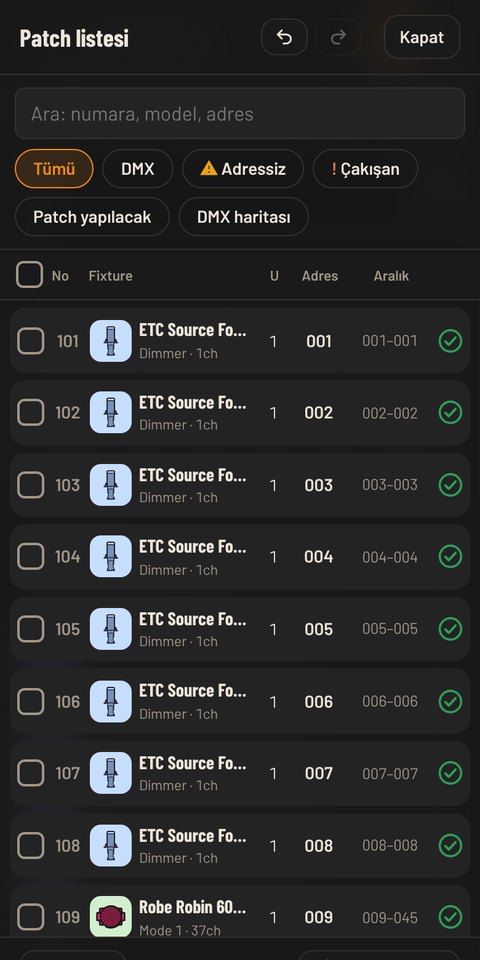 Patch listesi
Kapat
Ara: numara, model, adres
Tümü
DMX
Adressiz
! Çakışan
Patch yapılacak
DMX haritası
No Fixture U Adres Aralık
101 ETC Source Fo... 1 001 001–001
Dimmer · 1ch
102 ETC Source Fo... 1 002 002–002
Dimmer · 1ch
103 ETC Source Fo... 1 003 003–003
Dimmer · 1ch
104 ETC Source Fo... 1 004 004–004
Dimmer · 1ch
105 ETC Source Fo... 1 005 005–005
Dimmer · 1ch
106 ETC Source Fo... 1 006 006–006
Dimmer · 1ch
107 ETC Source Fo... 1 007 007–007
Dimmer · 1ch
108 ETC Source Fo... 1 008 008–008
Dimmer · 1ch
109 Robe Robin 60... 1 009 009–045
Mode 1 · 37ch